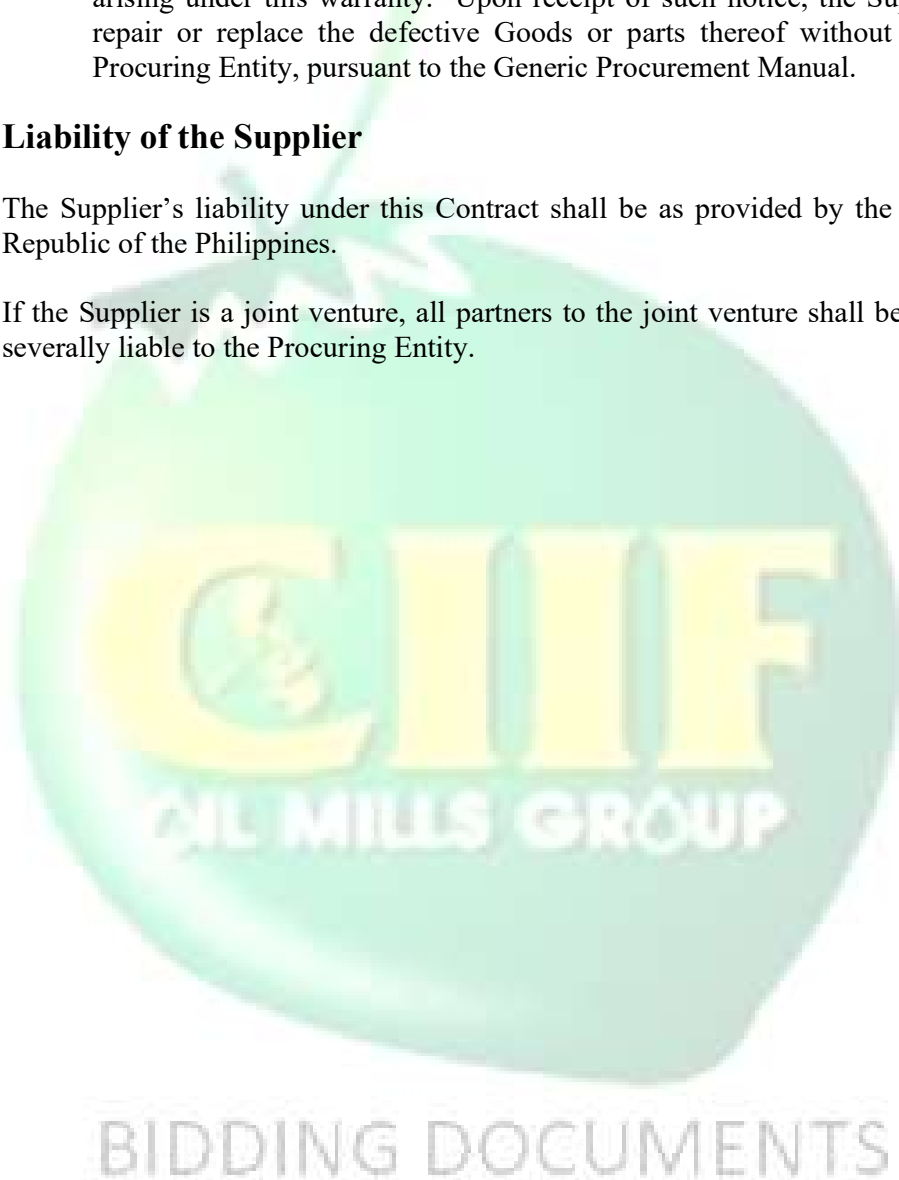 arising under this warranty. Upon receipt of such notice, the Sup
repair or replace the defective Goods or parts thereof without
Procuring Entity, pursuant to the Generic Procurement Manual.
Liability of the Supplier
The Supplier's liability under this Contract shall be as provided by the
Republic of the Philippines.
If the Supplier is a joint venture, all partners to the joint venture shall be
severally liable to the Procuring Entity.
CIIF
OIL MILLS GROUP
BIDDING DOCUMENTS